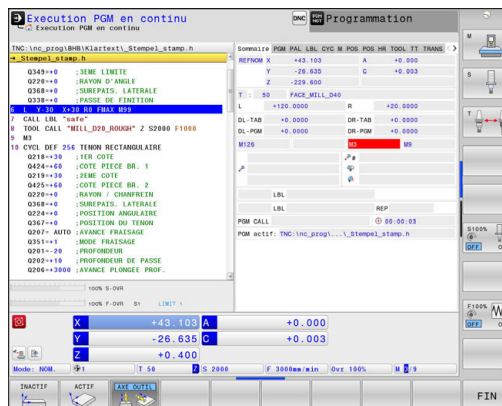 Execution PGM en continu
Execution PGM en continu
DNC
Programmation
TNC:\nc_prog\BHB\Klartext\_Stempel_stamp.h
→_Stempel_stamp.h
Q349=+0 ;3EME LIMITE
Q220=+0 ;RAYON D'ANGLE
Q368=+0 ;SUREPAIS. LATERALE
Q338=+0 ;PASSE DE FINITION
6 L Y-30 X+30 R0 FMAX M99
7 CALL LBL "safe"
8 TOOL CALL "MILL_D20_ROUGH" Z S2000 F1000
9 M3
10 CYCL DEF 256 TENON RECTANGULAIRE
Q218=+30 ;1ER COTE
Q424=+60 ;COTE PIECE BR. 1
Q219=+30 ;2EME COTE
Q425=+60 ;COTE PIECE BR. 2
Q220=+0 ;RAYON / CHANFREIN
Q368=+0 ;SUREPAIS. LATERALE
Q224=+0 ;POSITION ANGULAIRE
Q367=+0 ;POSITION DU TENON
Q207= AUTO ;AVANCE FRAISAGE
Q351=+1 ;MODE FRAISAGE
Q201=-20 ;PROFONDEUR
Q202=+10 ;PROFONDEUR DE PASSE
Q206=+3000 ;AVANCE PLONGEE PROF.
100% S-OVR
100% F-OVR S1 LIMIT 1
Sommaire PGM PAL LBL CYC M POS POS HR TOOL TT TRANS
REFNOM X +43.103 A +0.000
Y -26.635 C +0.003
Z -229.600
T : 50 FACE_MILL_D40
L +120.0000 R +20.0000
DL-TAB +0.0000 DR-TAB +0.0000
DL-PGM +0.0000 DR-PGM +0.0000
M126 M3 M9
#
LBL
LBL REP
PGM CALL 00:00:03
PGM actif: TNC:\nc_prog\...\_Stempel_stamp.h
X +43.103 A +0.000
Y -26.635 C +0.003
Z +0.400
Mode: NOM. 1 T 50 Z S 2000 F 3000mm/min Ovr 100% M 3/9
INACTIF ACTIF AXE OUTIL FIN
M
S
T
S100%
OFF
F100%
OFF